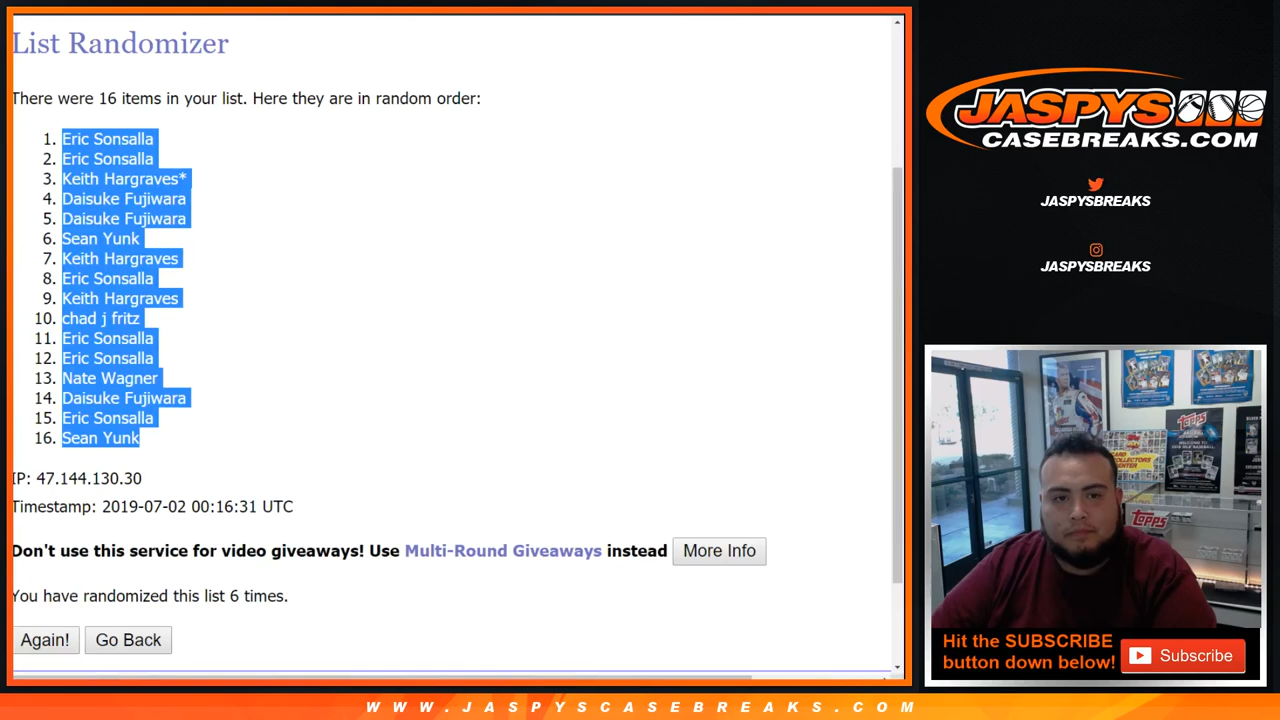 List Randomizer
There were 16 items in your list. Here they are in random order:
1. Eric Sonsalla
2. Eric Sonsalla
3. Keith Hargraves*
4. Daisuke Fujiwara
5. Daisuke Fujiwara
6. Sean Yunk
7. Keith Hargraves
8. Eric Sonsalla
9. Keith Hargraves
10. chad j fritz
11. Eric Sonsalla
12. Eric Sonsalla
13. Nate Wagner
14. Daisuke Fujiwara
15. Eric Sonsalla
16. Sean Yunk
IP: 47.144.130.30
Timestamp: 2019-07-02 00:16:31 UTC
Don't use this service for video giveaways! Use Multi-Round Giveaways instead More Info
You have randomized this list 6 times.
Again! Go Back
JASPYS
CASEBREAKS.COM
JASPYSBREAKS
JASPYSBREAKS
topps
topps
Hit the SUBSCRIBE
button down below!
Subscribe
WWW.JASPYSCASEBREAKS.COM